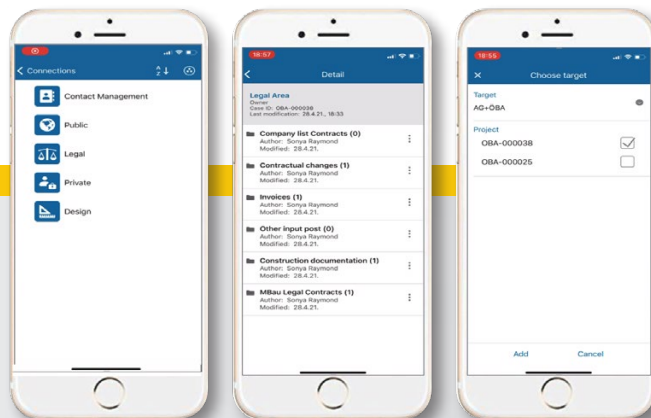 Connections
Contact Management
Public
Legal
Private
Design
18:57
Detail
Legal Area
Owner
Case ID: OBA-000038
Last modification: 28.4.21., 18:33
Company list Contracts (0)
Author: Sonya Raymond
Modified: 28.4.21.
Contractual changes (1)
Author: Sonya Raymond
Modified: 28.4.21.
Invoices (1)
Author: Sonya Raymond
Modified: 28.4.21.
Other input post (0)
Author: Sonya Raymond
Modified: 28.4.21.
Construction documentation (1)
Author: Sonya Raymond
Modified: 28.4.21.
MBau Legal Contracts (1)
Author: Sonya Raymond
Modified: 28.4.21.
18:55
Choose target
Target
AG+ÖBA
Project
OBA-000038
OBA-000025
Add Cancel